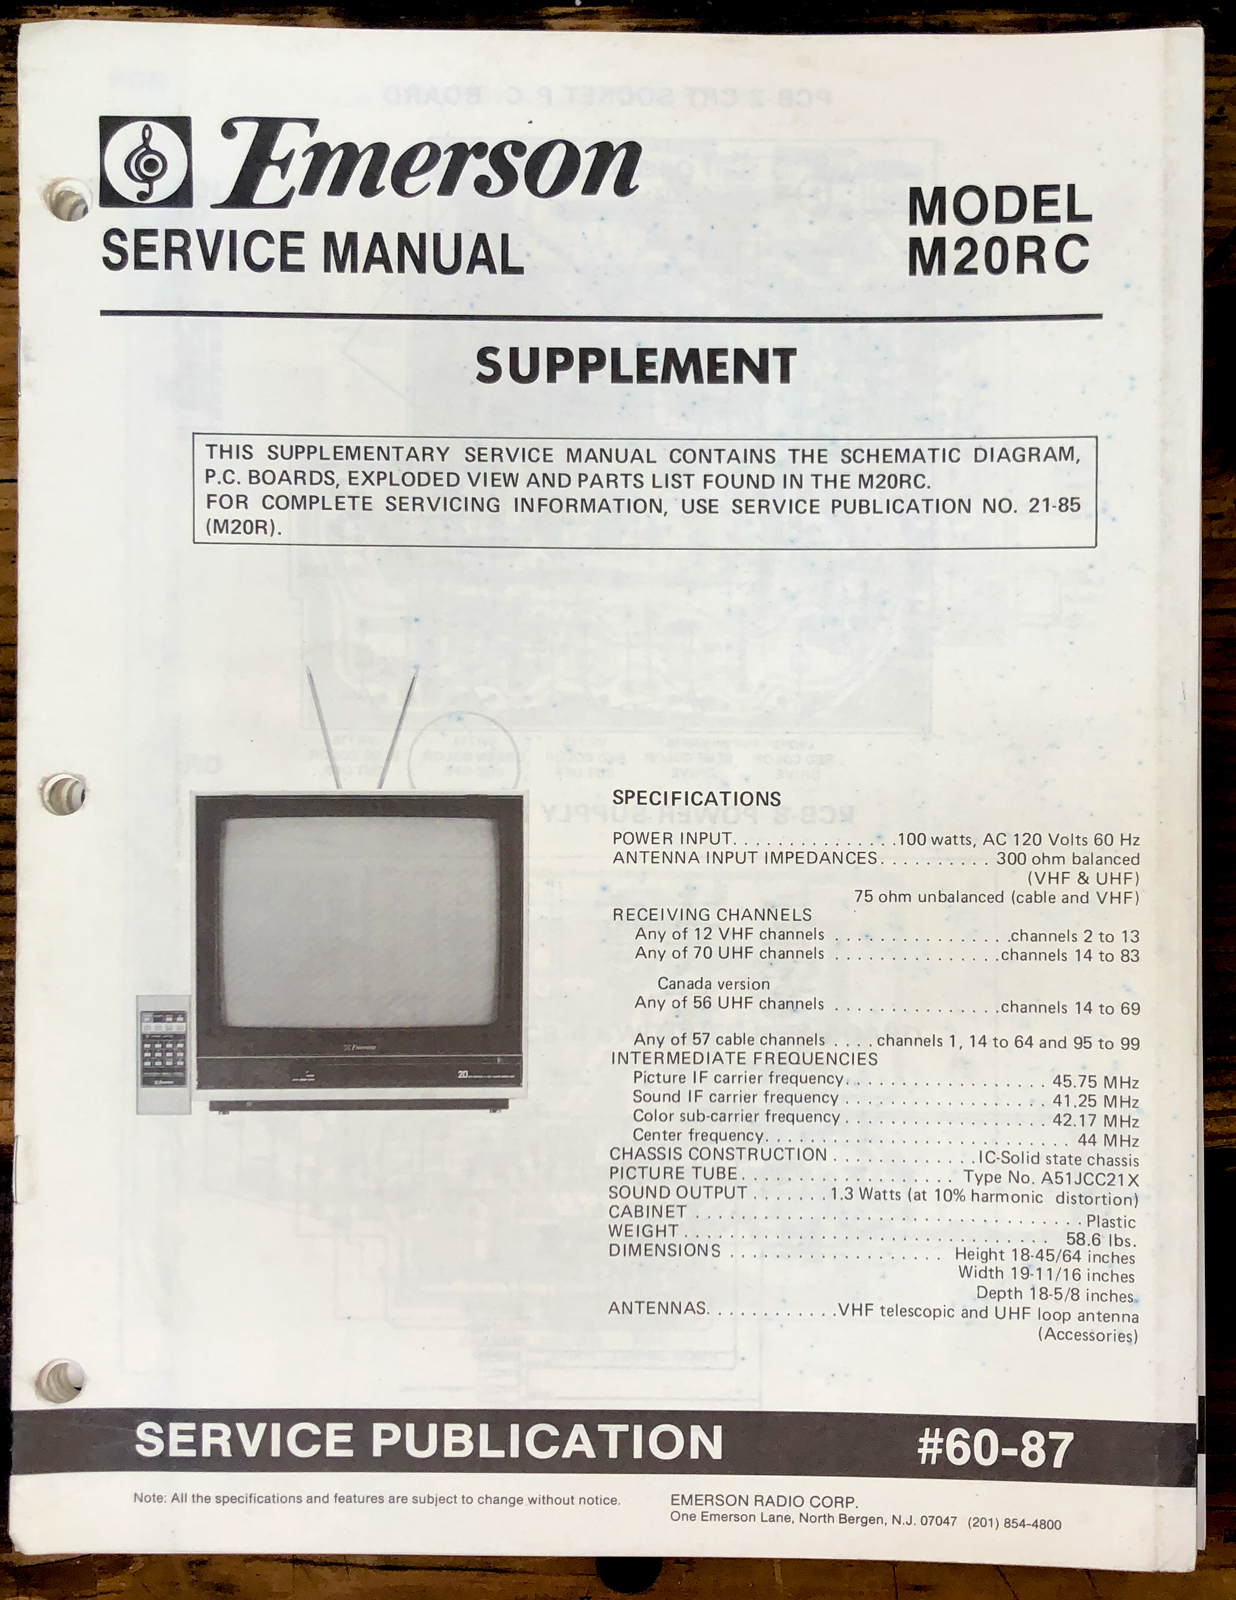 Emerson
SERVICE MANUAL
MODEL
M20RC
SUPPLEMENT
THIS SUPPLEMENTARY SERVICE MANUAL CONTAINS THE SCHEMATIC DIAGRAM,
P.C. BOARDS, EXPLODED VIEW AND PARTS LIST FOUND IN THE M20RC.
FOR COMPLETE SERVICING INFORMATION, USE SERVICE PUBLICATION NO. 21-85
(M20R).
Emerson
20
SPECIFICATIONS
POWER INPUT. . . . . . . . . . . . . . .100 watts, AC 120 Volts 60 Hz
ANTENNA INPUT IMPEDANCES. . . . . . . . . . 300 ohm balanced
(VHF & UHF)
75 ohm unbalanced (cable and VHF)
RECEIVING CHANNELS
Any of 12 VHF channels . . . . . . . . . . . . . . . .channels 2 to 13
Any of 70 UHF channels . . . . . . . . . . . . . . .channels 14 to 83
Canada version
Any of 56 UHF channels . . . . . . . . . . . . . . .channels 14 to 69
Any of 57 cable channels . . . . channels 1, 14 to 64 and 95 to 99
INTERMEDIATE FREQUENCIES
Picture IF carrier frequency. . . . . . . . . . . . . . . . . . 45.75 MHz
Sound IF carrier frequency . . . . . . . . . . . . . . . . . . 41.25 MHz
Color sub-carrier frequency . . . . . . . . . . . . . . . . . . 42.17 MHz
Center frequency. . . . . . . . . . . . . . . . . . . . . . . . . . . 44 MHz
CHASSIS CONSTRUCTION . . . . . . . . . . . . .IC-Solid state chassis
PICTURE TUBE. . . . . . . . . . . . . . . . . . . Type No. A51JCC21X
SOUND OUTPUT . . . . . . .1.3 Watts (at 10% harmonic distortion)
CABINET . . . . . . . . . . . . . . . . . . . . . . . . . . . . . . . . . . Plastic
WEIGHT . . . . . . . . . . . . . . . . . . . . . . . . . . . . . . . . . 58.6 lbs.
DIMENSIONS . . . . . . . . . . . . . . . . . . . Height 18-45/64 inches
Width 19-11/16 inches
Depth 18-5/8 inches.
ANTENNAS. . . . . . . . . . . .VHF telescopic and UHF loop antenna
(Accessories)
SERVICE PUBLICATION #60-87
Note: All the specifications and features are subject to change without notice.
EMERSON RADIO CORP.
One Emerson Lane, North Bergen, N.J. 07047 (201) 854-4800